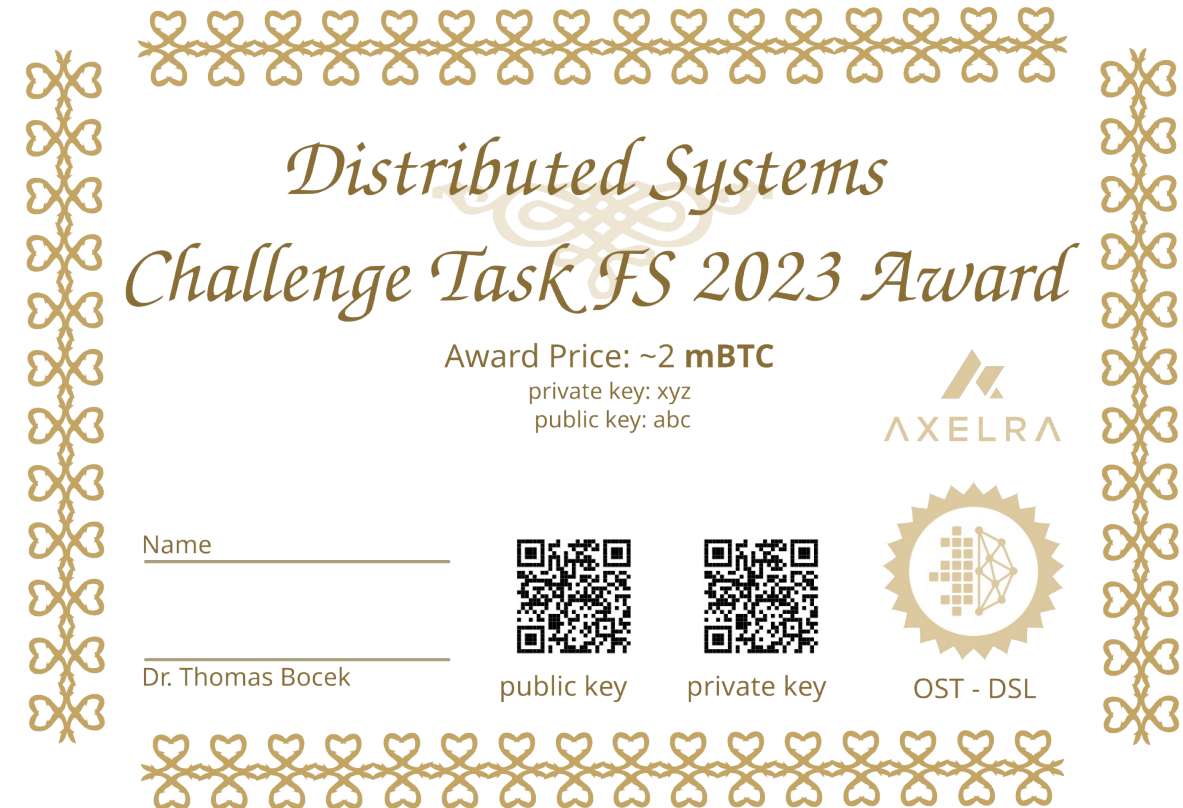 Distributed Systems
Challenge Task FS 2023 Award
Award Price: ~2 mBTC
private key: xyz
public key: abc
AXELRA
Name
Dr. Thomas Bocek
public key
private key
OST - DSL